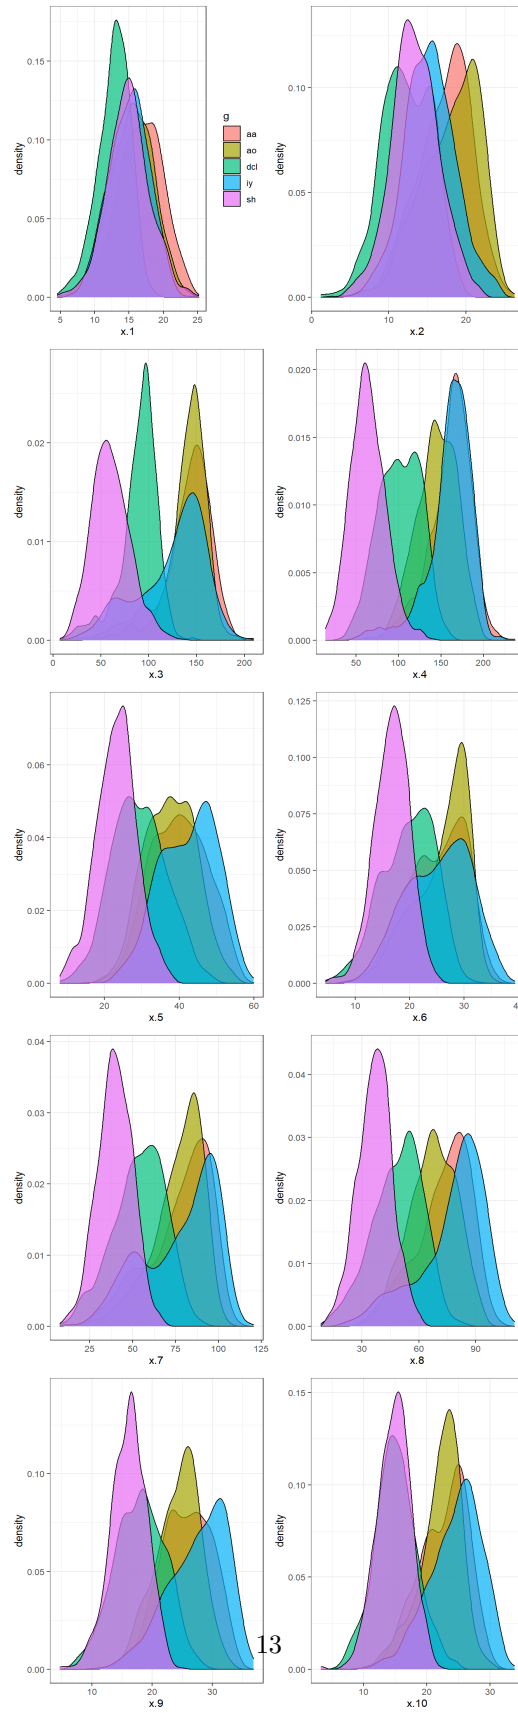 0.15
0.10
0.05
0.00
density
5 10 15 20 25
x.1
g
aa
ao
dcl
iy
sh
0.10
0.05
0.00
density
0 10 20
x.2
0.02
0.01
0.00
density
0 50 100 150 200
x.3
0.020
0.015
0.010
0.005
0.000
density
50 100 150 200
x.4
0.06
0.04
0.02
0.00
density
20 40 60
x.5
0.125
0.100
0.075
0.050
0.025
0.000
density
10 20 30 4
x.6
0.04
0.03
0.02
0.01
0.00
density
25 50 75 100 125
x.7
0.04
0.03
0.02
0.01
0.00
density
30 60 90
x.8
0.10
0.05
0.00
density
10 20 30
x.9
0.15
0.10
0.05
0.00
density
10 20 30
x.10
13